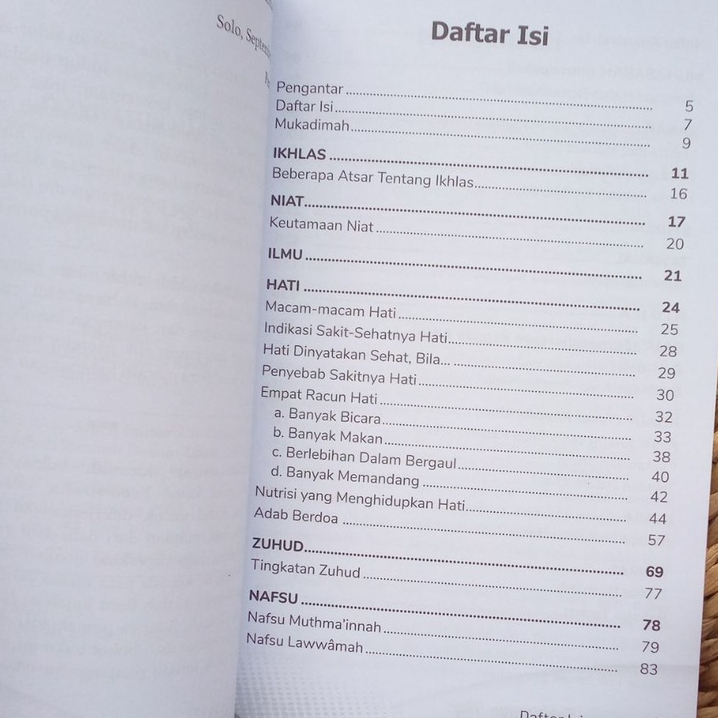 Solo,
Daftar Isi
Pengantar ........ 5
Daftar Isi ........ 7
Mukadimah ........ 9
IKHLAS ........ 11
Beberapa Atsar Tentang Ikhlas ........ 16
NIAT ........ 17
Keutamaan Niat ........ 20
ILMU ........ 21
HATI ........ 24
Macam-macam Hati ........ 25
Indikasi Sakit-Sehatnya Hati ........ 28
Hati Dinyatakan Sehat, Bila... ........ 29
Penyebab Sakitnya Hati ........ 30
Empat Racun Hati ........ 32
a. Banyak Bicara ........ 33
b. Banyak Makan ........ 38
c. Berlebihan Dalam Bergaul ........ 40
d. Banyak Memandang ........ 42
Nutrisi yang Menghidupkan Hati ........ 44
Adab Berdoa ........ 57
ZUHUD ........ 69
Tingkatan Zuhud ........ 77
NAFSU ........ 78
Nafsu Muthma'innah ........ 79
Nafsu Lawwâmah ........ 83